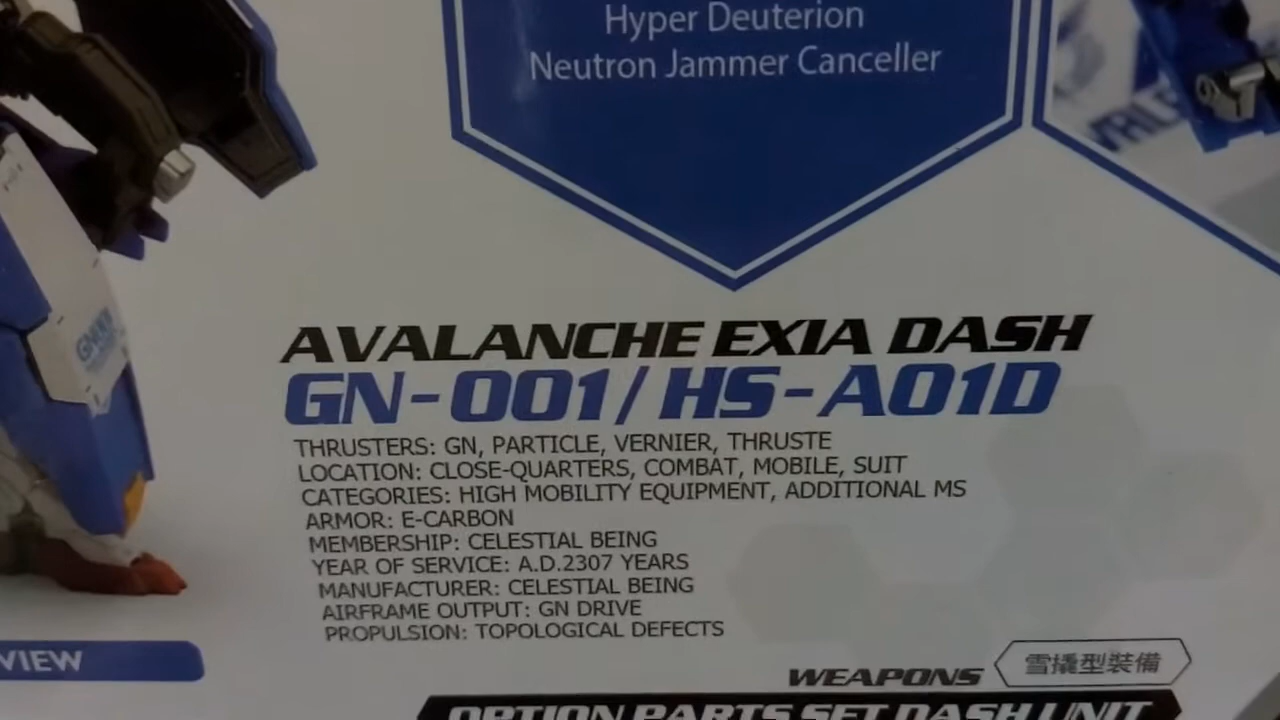 Hyper Deuterion
Neutron Jammer Canceller
AVALANCHE EXIA DASH
GN-001/HS-A01D
THRUSTERS: GN, PARTICLE, VERNIER, THRUSTE
LOCATION: CLOSE-QUARTERS, COMBAT, MOBILE, SUIT
CATEGORIES: HIGH MOBILITY EQUIPMENT, ADDITIONAL MS
ARMOR: E-CARBON
MEMBERSHIP: CELESTIAL BEING
YEAR OF SERVICE: A.D.2307 YEARS
MANUFACTURER: CELESTIAL BEING
AIRFRAME OUTPUT: GN DRIVE
PROPULSION: TOPOLOGICAL DEFECTS
VIEW
WEAPONS 雪撬型裝備
OPTION PARTS SET DASH UNIT